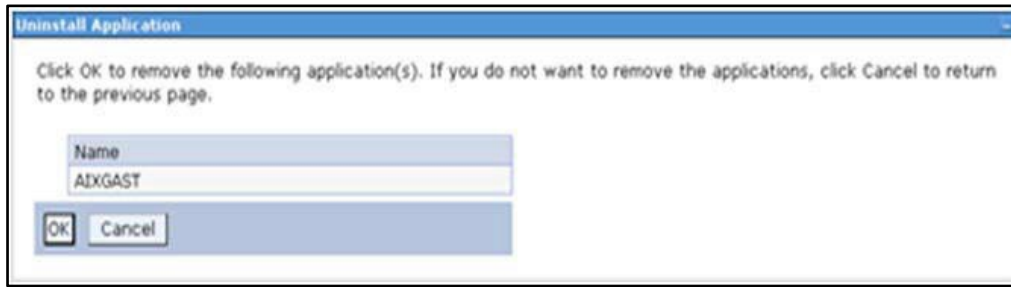 Uninstall Application
Click OK to remove the following application(s). If you do not want to remove the applications, click Cancel to return
to the previous page.
Name
AIXGAST
OK Cancel